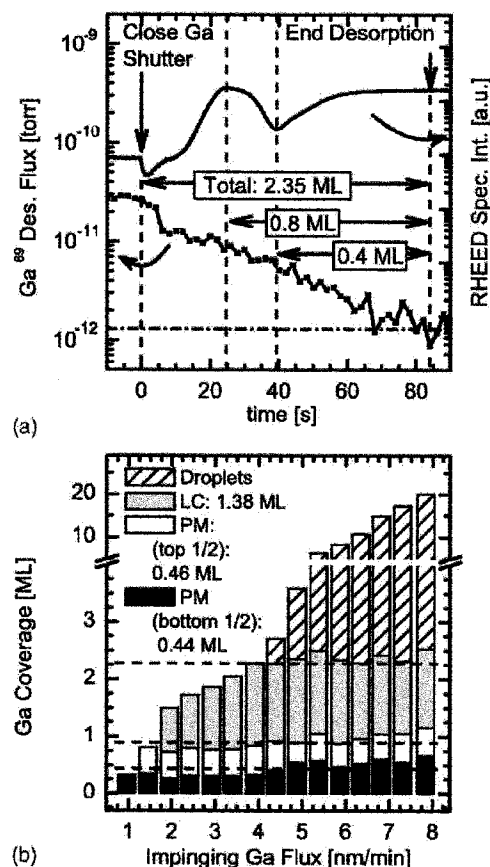 10⁻⁹
Close Ga
Shutter
End Desorption
10⁻¹⁰
Total: 2.35 ML
0.8 ML
10⁻¹¹
0.4 ML
10⁻¹²
Ga ⁸⁹ Des. Flux [torr]
RHEED Spec. Int. [a.u.]
0 20 40 60 80
time [s]
(a)
Droplets
LC: 1.38 ML
PM
(top 1/2):
0.46 ML
PM
(bottom 1/2):
0.44 ML
20
10
3
2
1
0
Ga Coverage [ML]
1 2 3 4 5 6 7 8
Impinging Ga Flux [nm/min]
(b)